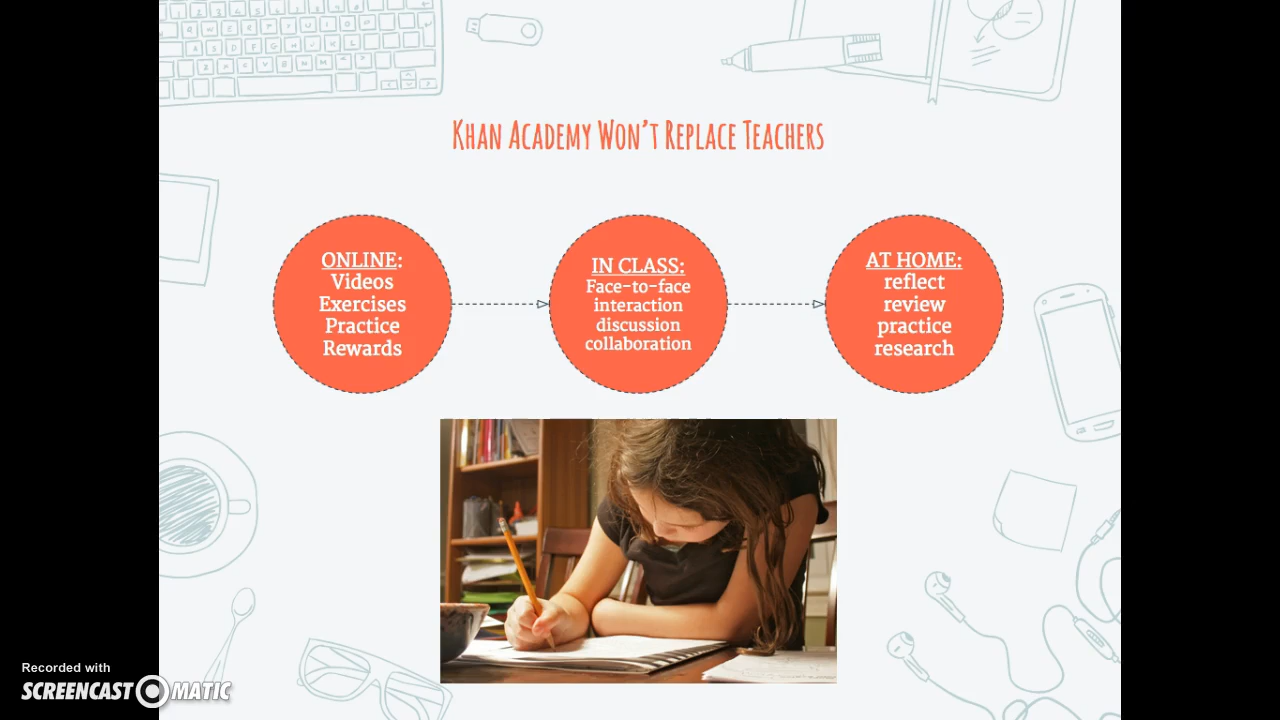 Khan Academy Won't Replace Teachers
ONLINE:
Videos
Exercises
Practice
Rewards
IN CLASS:
Face-to-face
interaction
discussion
collaboration
AT HOME:
reflect
review
practice
research
Recorded with
SCREENCAST MATIC